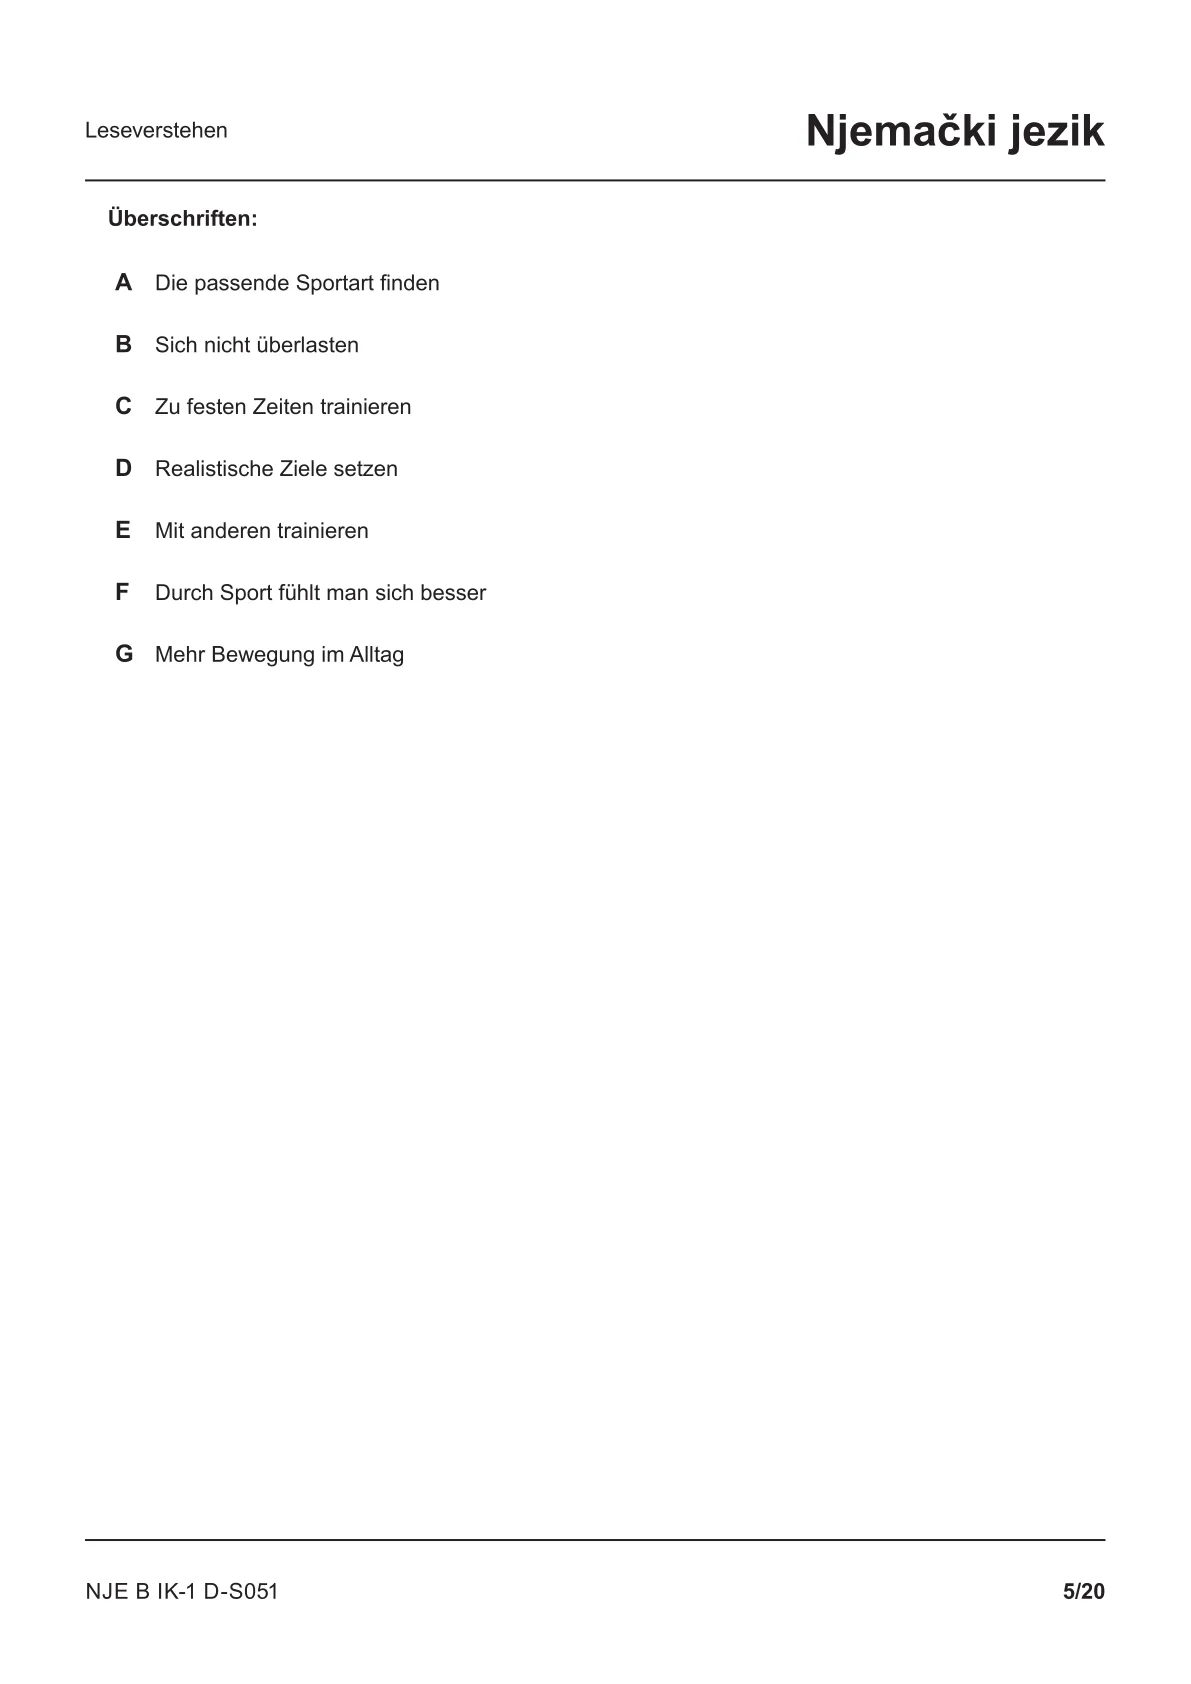 Leseverstehen
Njemački jezik
Überschriften:
A Die passende Sportart finden
B Sich nicht überlasten
C Zu festen Zeiten trainieren
D Realistische Ziele setzen
E Mit anderen trainieren
F Durch Sport fühlt man sich besser
G Mehr Bewegung im Alltag
NJE B IK-1 D-S051
5/20